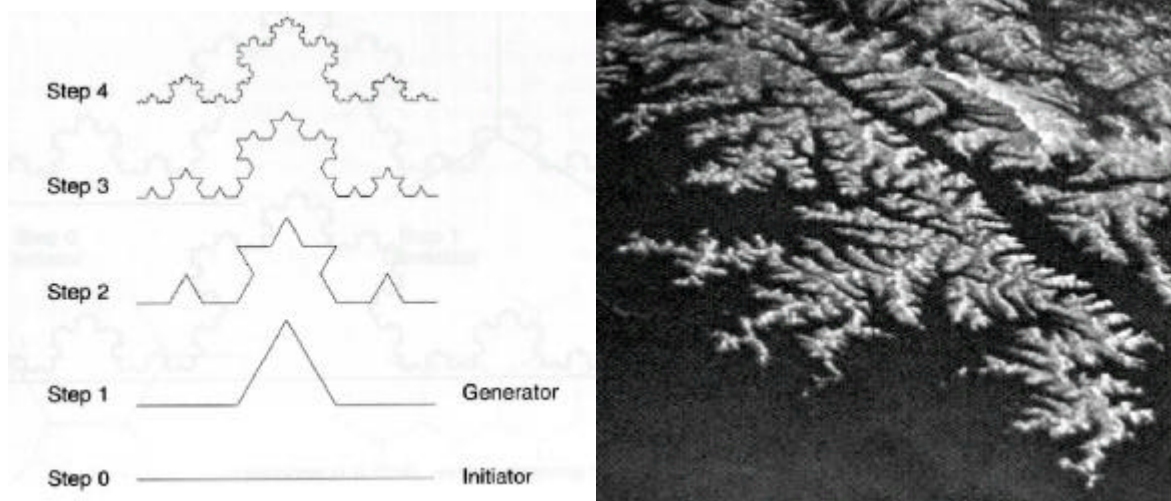 Step 4
Step 3
Step 2
Step 1 Generator
Step 0 Initiator